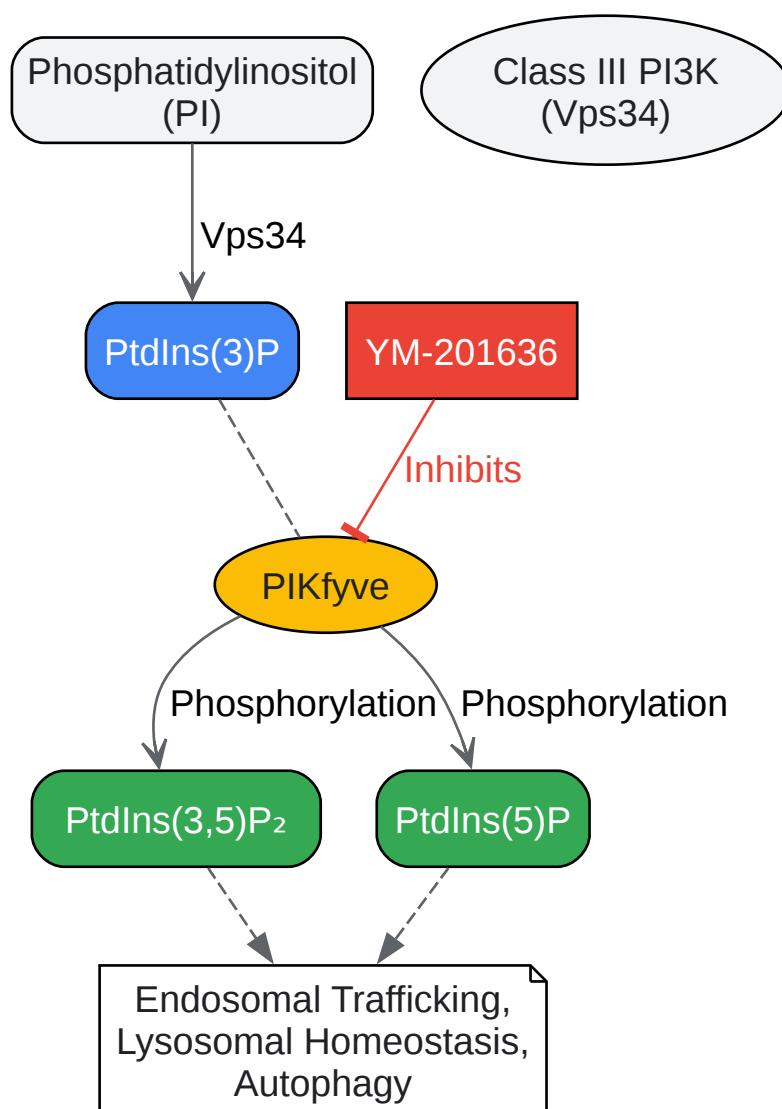 Phosphatidylinositol
(PI)
Class III PI3K
(Vps34)
Vps34
PtdIns(3)P
YM-201636
Inhibits
PIKfyve
Phosphorylation
Phosphorylation
PtdIns(3,5)P₂
PtdIns(5)P
Endosomal Trafficking,
Lysosomal Homeostasis,
Autophagy